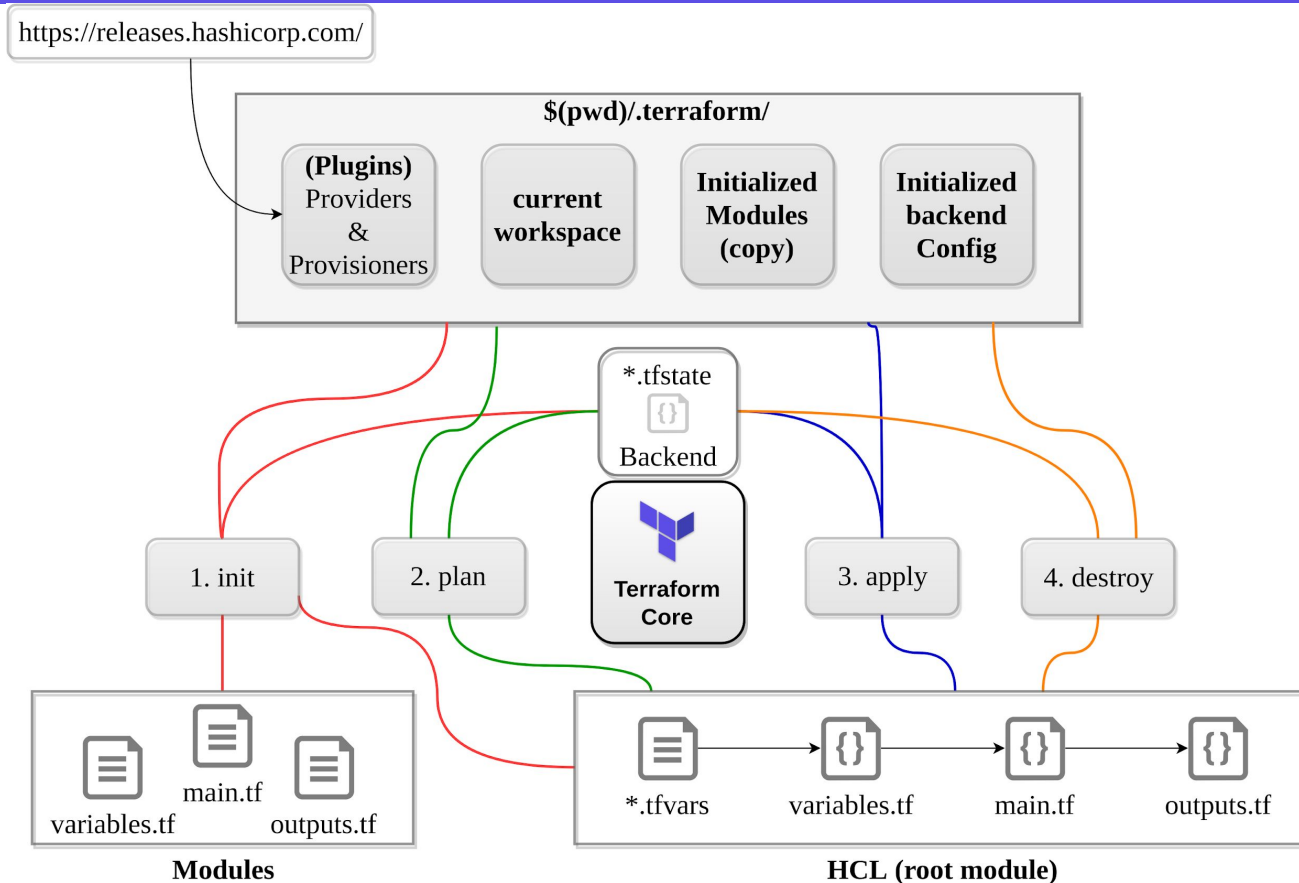 https://releases.hashicorp.com/
$(pwd)/.terraform/
(Plugins)
Providers
&
Provisioners
current
workspace
Initialized
Modules
(copy)
Initialized
backend
Config
*.tfstate
{}
Backend
Terraform
Core
1. init
2. plan
3. apply
4. destroy
variables.tf
main.tf
outputs.tf
Modules
*.tfvars
{}
variables.tf
{}
main.tf
{}
outputs.tf
HCL (root module)